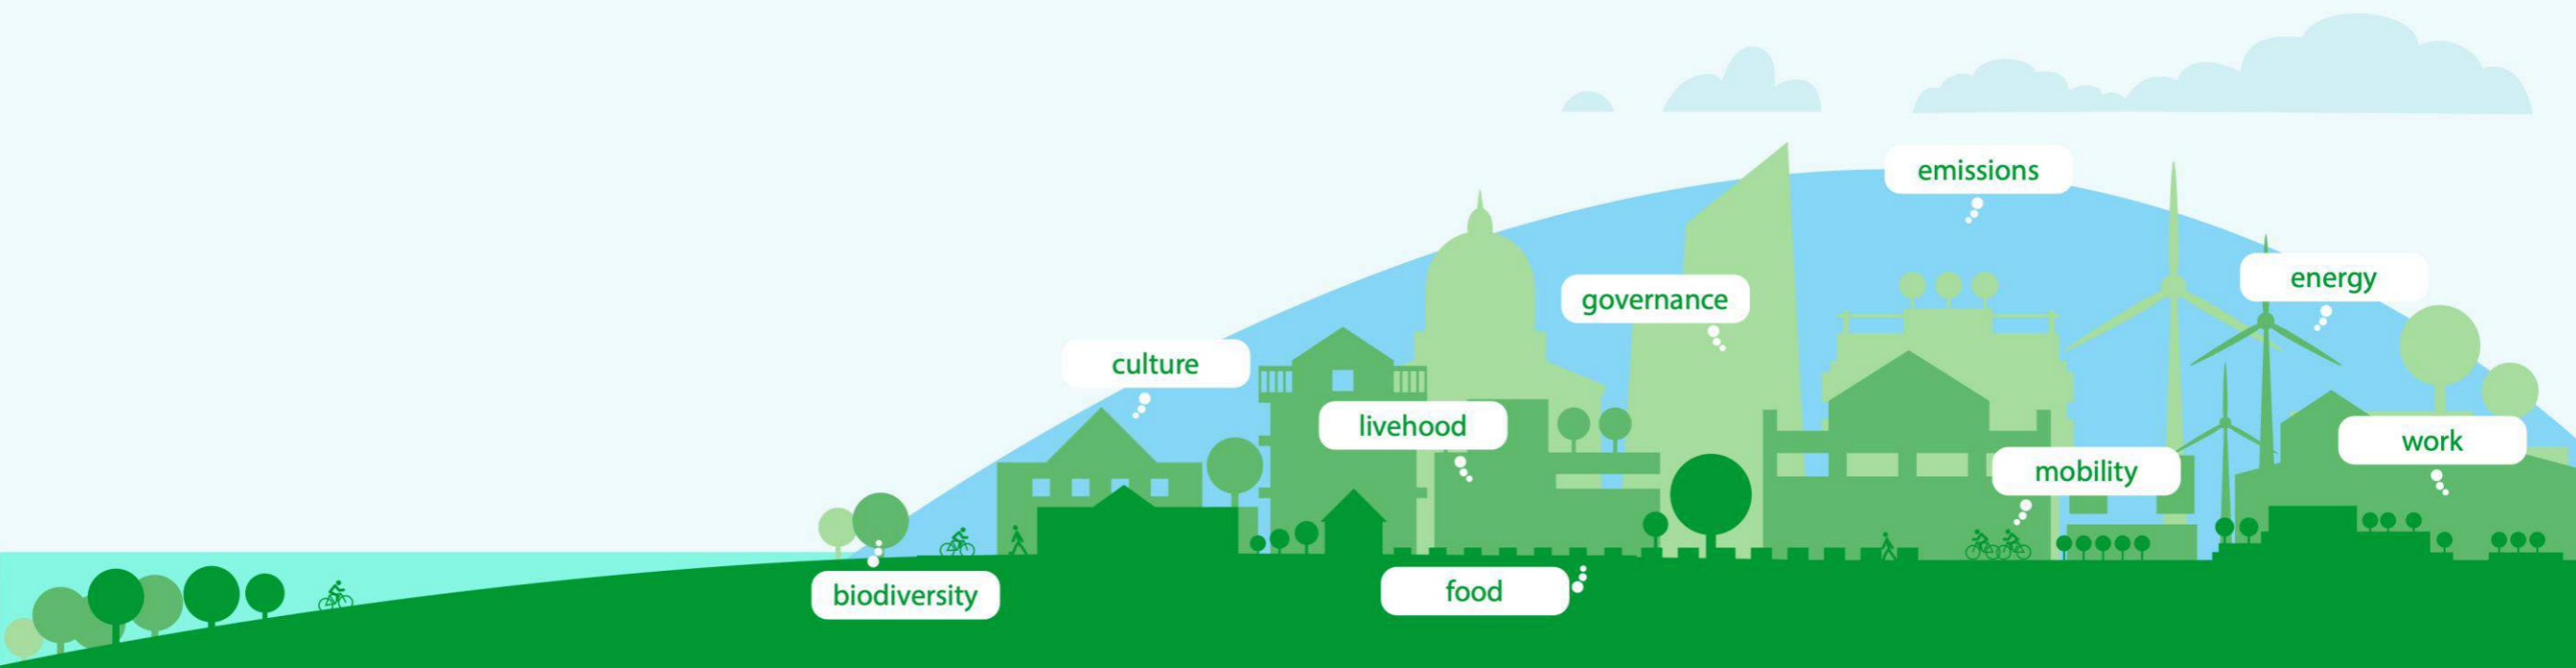 emissions
energy
governance
culture
livehood
work
mobility
biodiversity
food